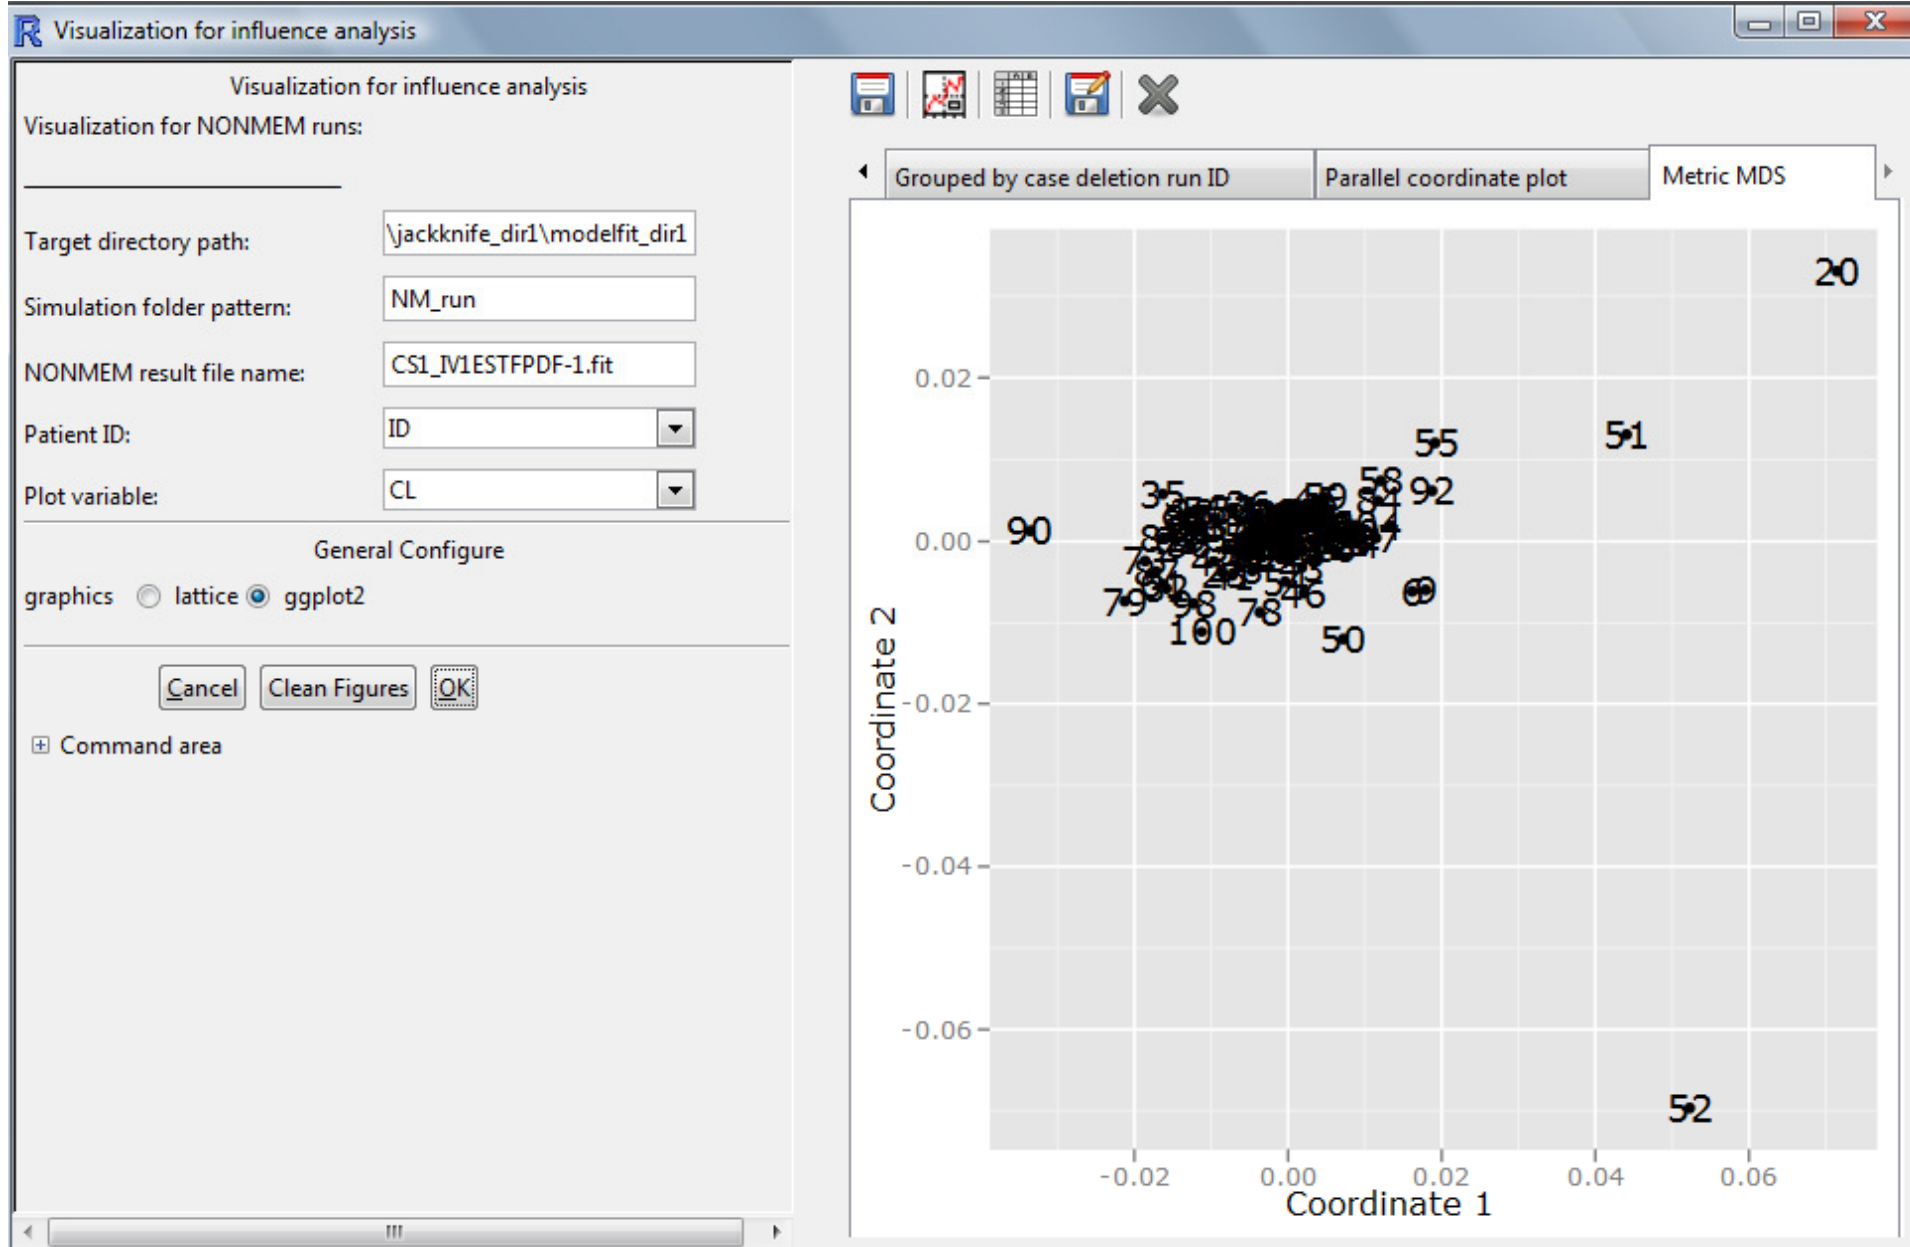 Visualization for influence analysis
Visualization for influence analysis
Visualization for NONMEM runs:
Target directory path:
\jackknife_dir1\modelfit_dir1
Simulation folder pattern:
NM_run
NONMEM result file name:
CS1_IV1ESTFPDF-1.fit
Patient ID:
ID
Plot variable:
CL
General Configure
graphics lattice ggplot2
Cancel Clean Figures OK
Command area
Grouped by case deletion run ID Parallel coordinate plot Metric MDS
20
0.02
51
55
58
92
35
90
0.00
79
98
78
46
69
100
50
Coordinate 2
-0.02
-0.04
-0.06
52
-0.02 0.00 0.02 0.04 0.06
Coordinate 1